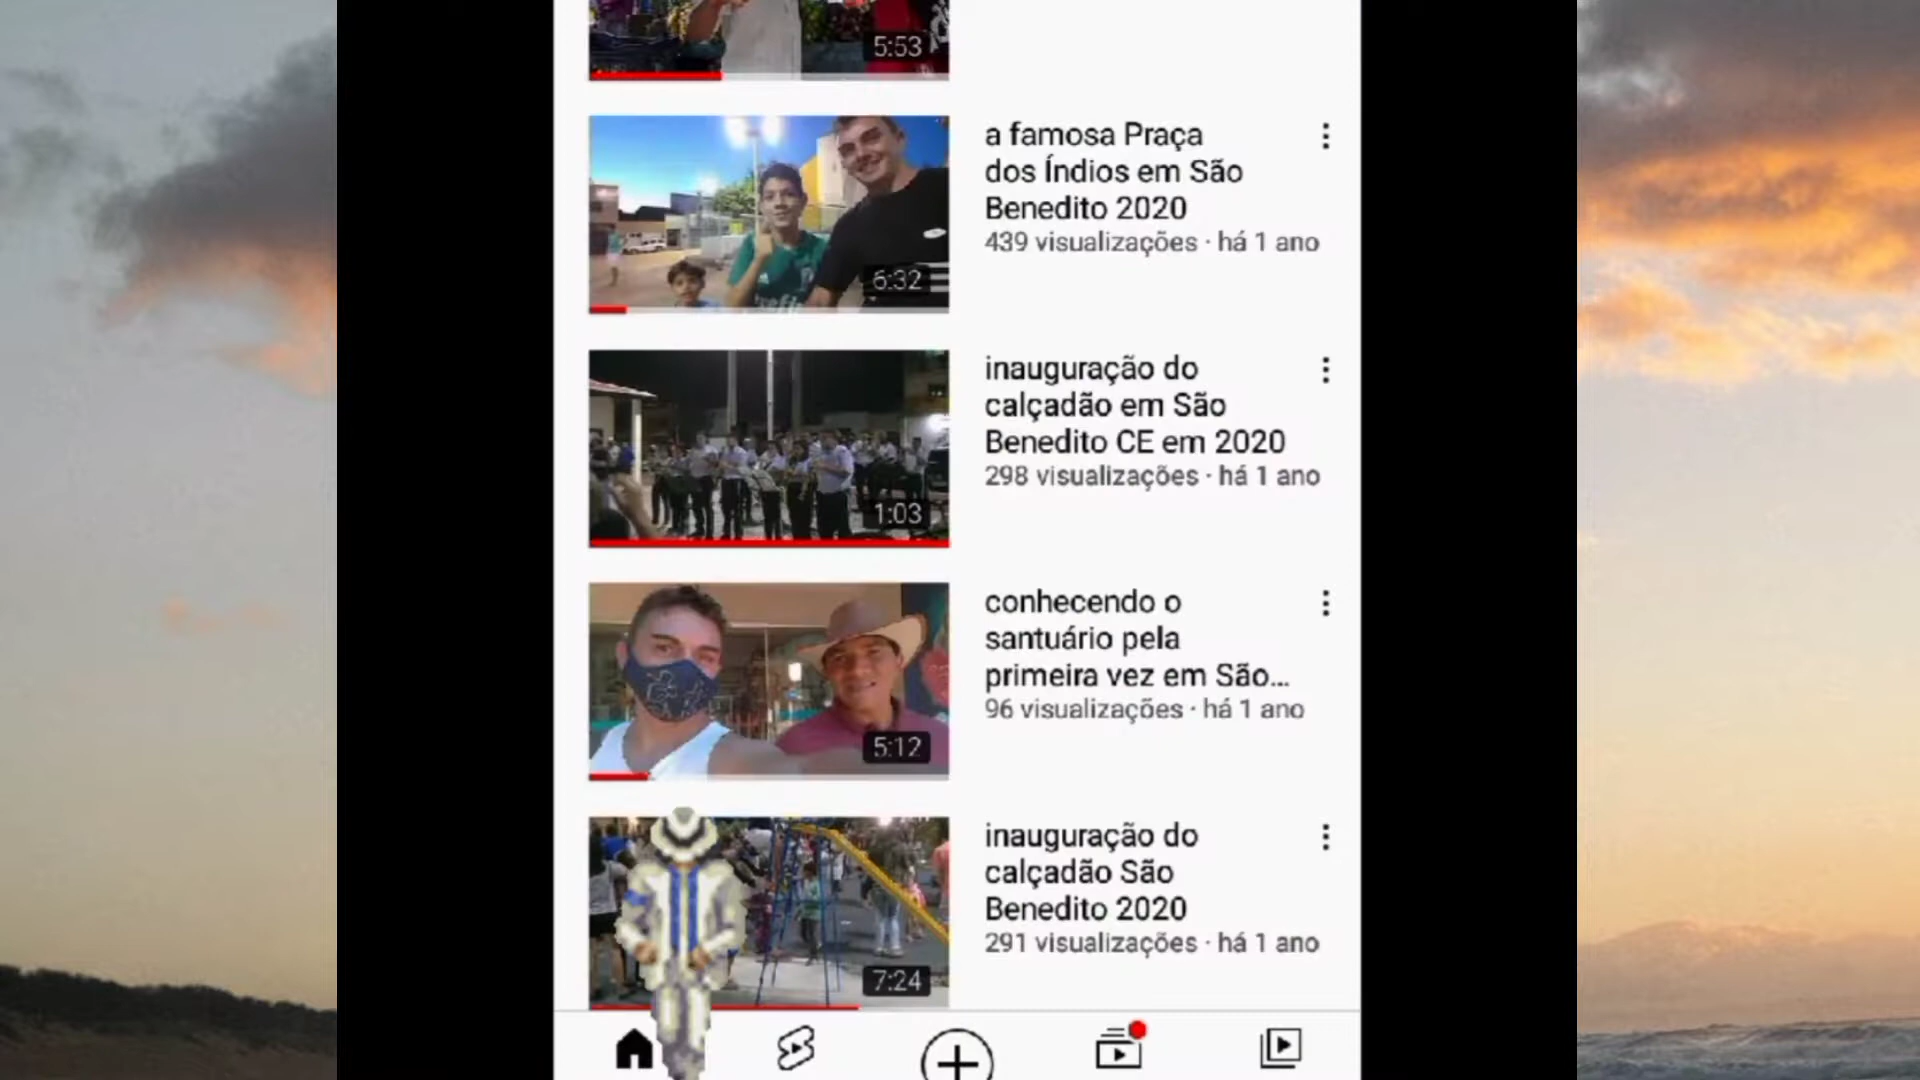 5:53
a famosa Praça
dos Índios em São
Benedito 2020
439 visualizações · há 1 ano
6:32
inauguração do
calçadão em São
Benedito CE em 2020
298 visualizações · há 1 ano
1:03
conhecendo o
santuário pela
primeira vez em São...
96 visualizações · há 1 ano
5:12
inauguração do
calçadão São
Benedito 2020
291 visualizações · há 1 ano
7:24